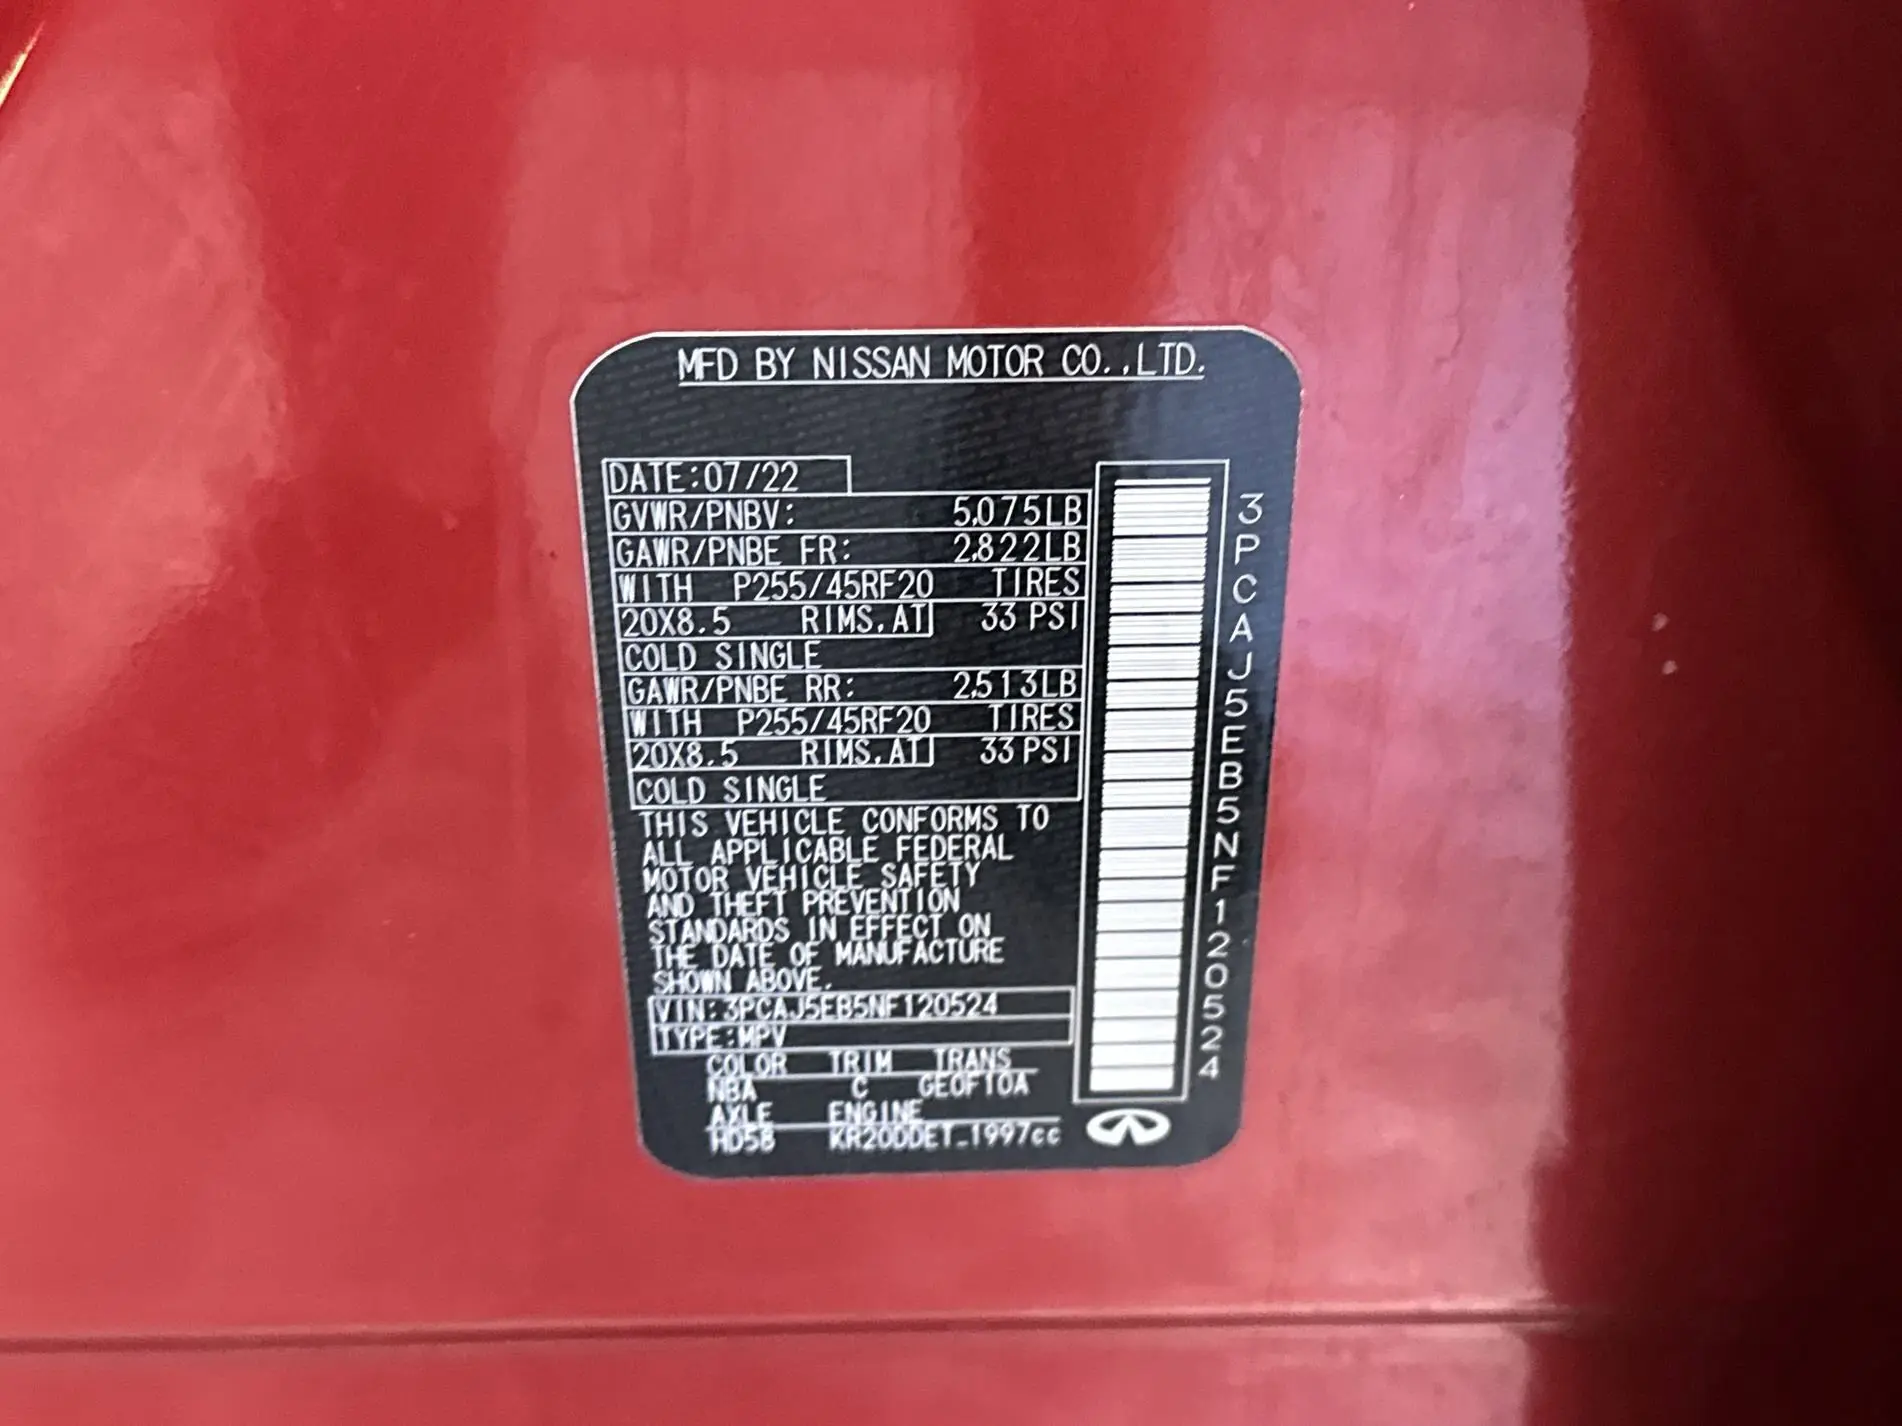 MFD BY NISSAN MOTOR CO.,LTD.
DATE:07/22
GVWR/PNBV: 5,075LB
GAWR/PNBE FR: 2,822LB
WITH P255/45RF20 TIRES
20X8.5 RIMS,AT 33 PSI
COLD SINGLE
GAWR/PNBE RR: 2,513LB
WITH P255/45RF20 TIRES
20X8.5 RIMS,AT 33 PSI
COLD SINGLE
THIS VEHICLE CONFORMS TO
ALL APPLICABLE FEDERAL
MOTOR VEHICLE SAFETY
AND THEFT PREVENTION
STANDARDS IN EFFECT ON
THE DATE OF MANUFACTURE
SHOWN ABOVE.
VIN:3PCAJ5EB5NF120524
TYPE:MPV
COLOR TRIM TRANS
NBA C GE0F10A
AXLE ENGINE
HD58 KR20DDET-1997cc
3PCAJ5EB5NF120524